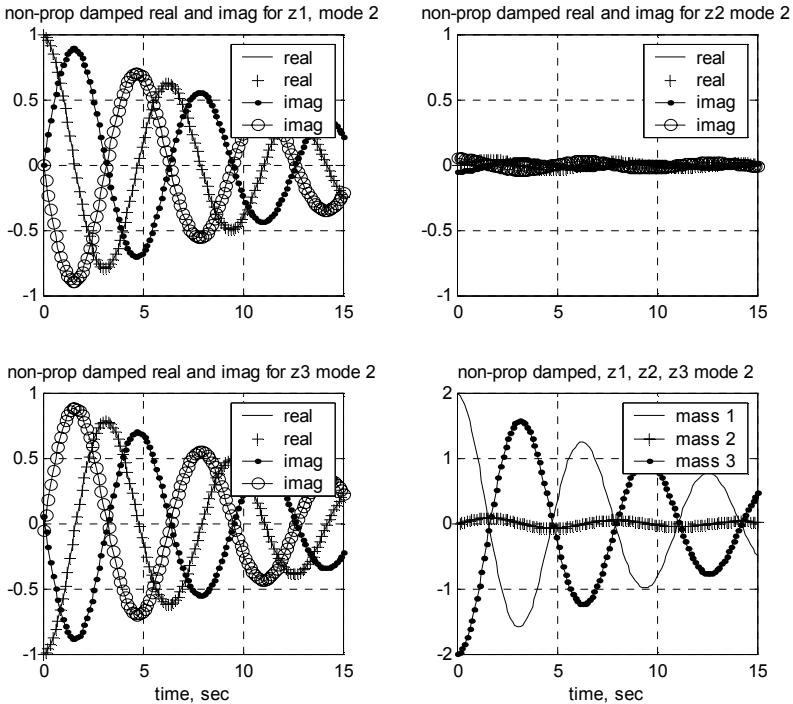 non-prop damped real and imag for z1, mode 2
1
0.5
0
-0.5
-1
0
5
10
15
real
real
imag
imag
non-prop damped real and imag for z2 mode 2
1
0.5
0
-0.5
-1
0
5
10
15
real
real
imag
imag
non-prop damped real and imag for z3 mode 2
1
0.5
0
-0.5
-1
0
5
10
15
real
real
imag
imag
time, sec
non-prop damped, z1, z2, z3 mode 2
2
1
0
-1
-2
0
5
10
15
mass 1
mass 2
mass 3
time, sec